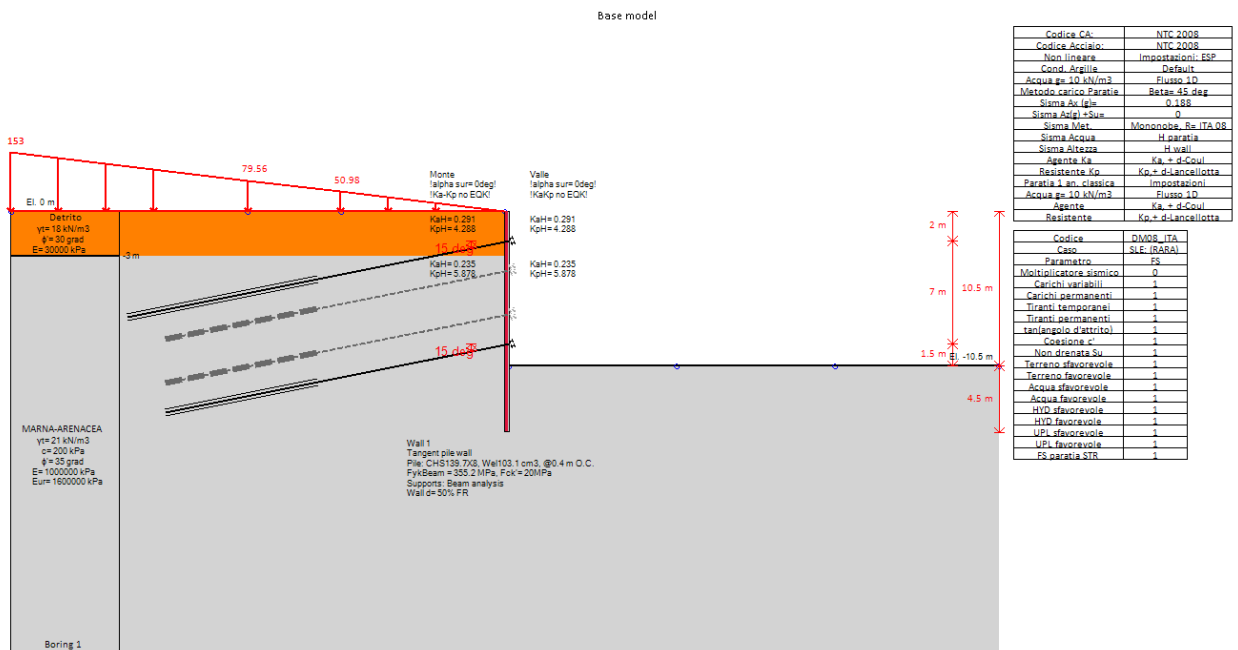 Base model
Codice CA: NTC 2008
Codice Acciaio: NTC 2008
Non lineare Impostazioni: ESP
Cond. Argille Default
Acqua g= 10 kN/m3 Flusso 1D
Metodo carico Paratie Beta= 45 deg
Sisma Ax (g)= 0.188
Sisma Az(g) +Su= 0
Sisma Met. Mononobe, R= ITA 08
Sisma Acqua H paratia
Sisma Altezza H wall
Agente Ka Ka, + d-Coul
Resistente Kp Kp,+ d-Lancellotta
Paratia 1 an. classica Impostazioni
Acqua g= 10 kN/m3 Flusso 1D
Agente Ka, + d-Coul
Resistente Kp,+ d-Lancellotta
Codice DM08_ITA
Caso SLE: (RARA)
Parametro FS
Moltiplicatore sismico 0
Carichi variabili 1
Carichi permanenti 1
Tiranti temporanei 1
Tiranti permanenti 1
tan(angolo d'attrito) 1
Coesione c' 1
Non drenata Su 1
Terreno sfavorevole 1
Terreno favorevole 1
Acqua sfavorevole 1
Acqua favorevole 1
HYD sfavorevole 1
HYD favorevole 1
UPL sfavorevole 1
UPL favorevole 1
FS paratia STR 1
153
79.56
50.98
Monte
!alpha sur= 0deg!
!Ka-Kp no EQK!
Valle
!alpha sur= 0deg!
!KaKp no EQK!
El. 0 m
Detrito
γt= 18 kN/m3
ϕ'= 30 grad
E= 30000 kPa
-3 m
KaH= 0.291
KpH= 4.288
KaH= 0.291
KpH= 4.288
15 deg
KaH= 0.235
KpH= 5.878
KaH= 0.235
KpH= 5.878
15 deg
2 m
7 m
10.5 m
1.5 m
El. -10.5 m
4.5 m
MARNA-ARENACEA
γt= 21 kN/m3
c= 200 kPa
ϕ'= 35 grad
E= 1000000 kPa
Eur= 1600000 kPa
Wall 1
Tangent pile wall
Pile: CHS139.7X8, Wel103.1 cm3, @0.4 m O.C.
FykBeam = 355.2 MPa, Fck'= 20MPa
Supports: Beam analysis
Wall d= 50% FR
Boring 1